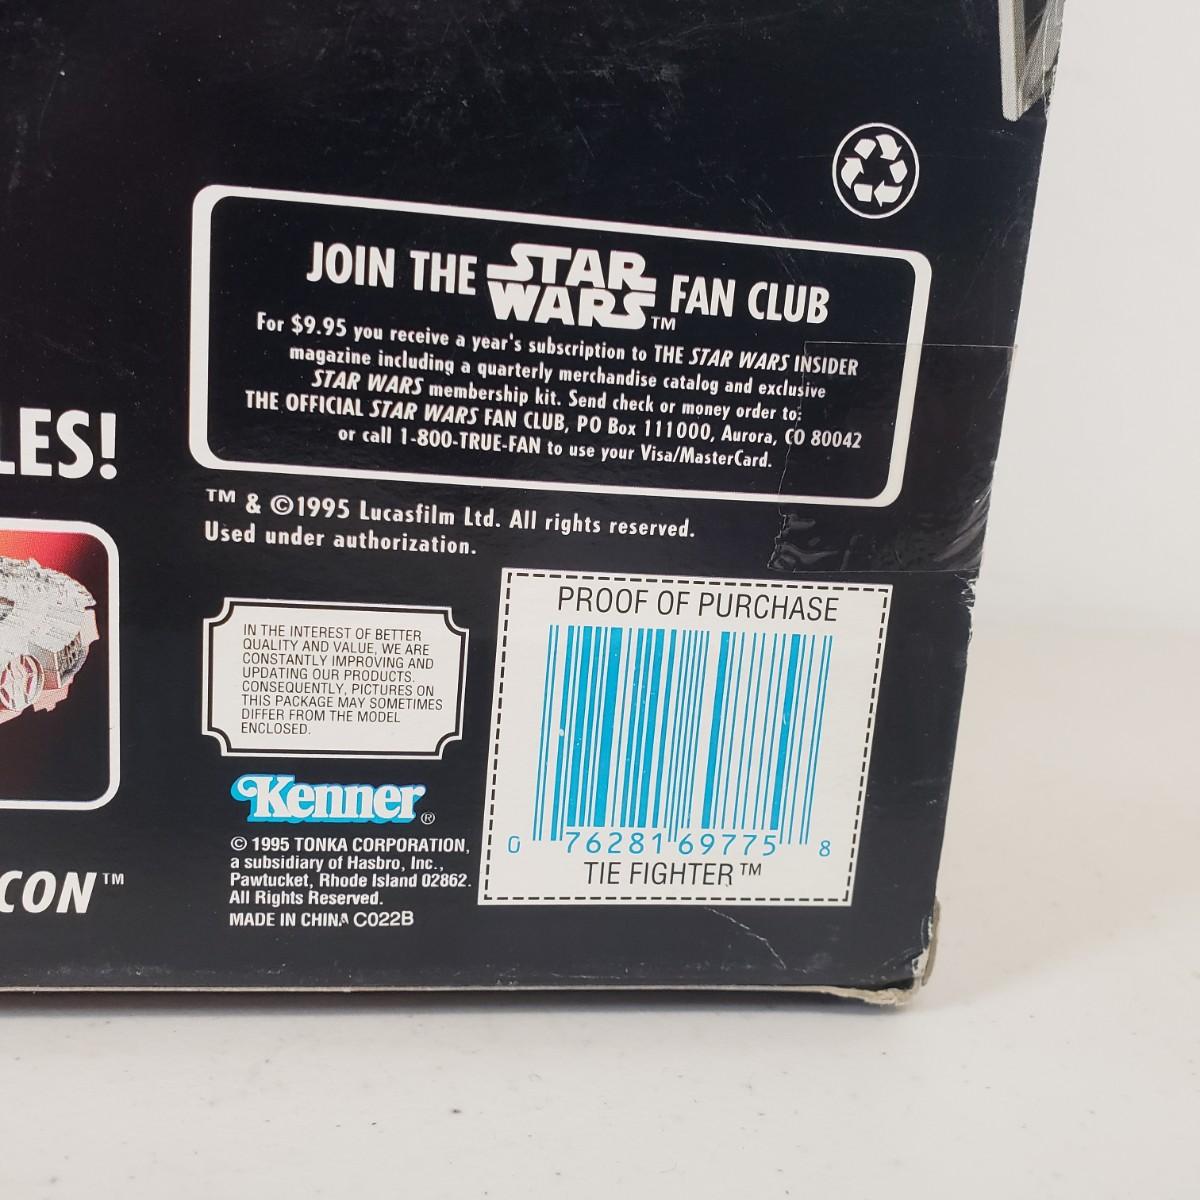 JOIN THE STAR WARS™ FAN CLUB
For $9.95 you receive a year's subscription to THE STAR WARS INSIDER
magazine including a quarterly merchandise catalog and exclusive
STAR WARS membership kit. Send check or money order to:
THE OFFICIAL STAR WARS FAN CLUB, PO Box 111000, Aurora, CO 80042
or call 1-800-TRUE-FAN to use your Visa/MasterCard.
LES!
™ & ©1995 Lucasfilm Ltd. All rights reserved.
Used under authorization.
IN THE INTEREST OF BETTER
QUALITY AND VALUE, WE ARE
CONSTANTLY IMPROVING AND
UPDATING OUR PRODUCTS.
CONSEQUENTLY, PICTURES ON
THIS PACKAGE MAY SOMETIMES
DIFFER FROM THE MODEL
ENCLOSED.
PROOF OF PURCHASE
0 76281 69775 8
TIE FIGHTER™
Kenner®
© 1995 TONKA CORPORATION,
a subsidiary of Hasbro, Inc.,
Pawtucket, Rhode Island 02862.
All Rights Reserved.
MADE IN CHINA C022B
CON™